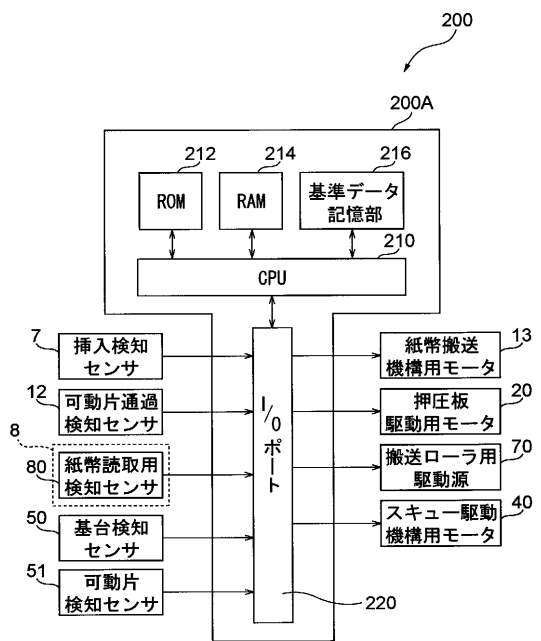 200
200A
212
214
216
ROM
RAM
基準データ
記憶部
210
CPU
7
挿入検知
センサ
紙幣搬送
機構用モータ
13
12
可動片通過
検知センサ
押圧板
駆動用モータ
20
8
80
紙幣読取用
検知センサ
I/Oポート
搬送ローラ用
駆動源
70
50
基台検知
センサ
スキュー駆動
機構用モータ
40
51
可動片
検知センサ
220